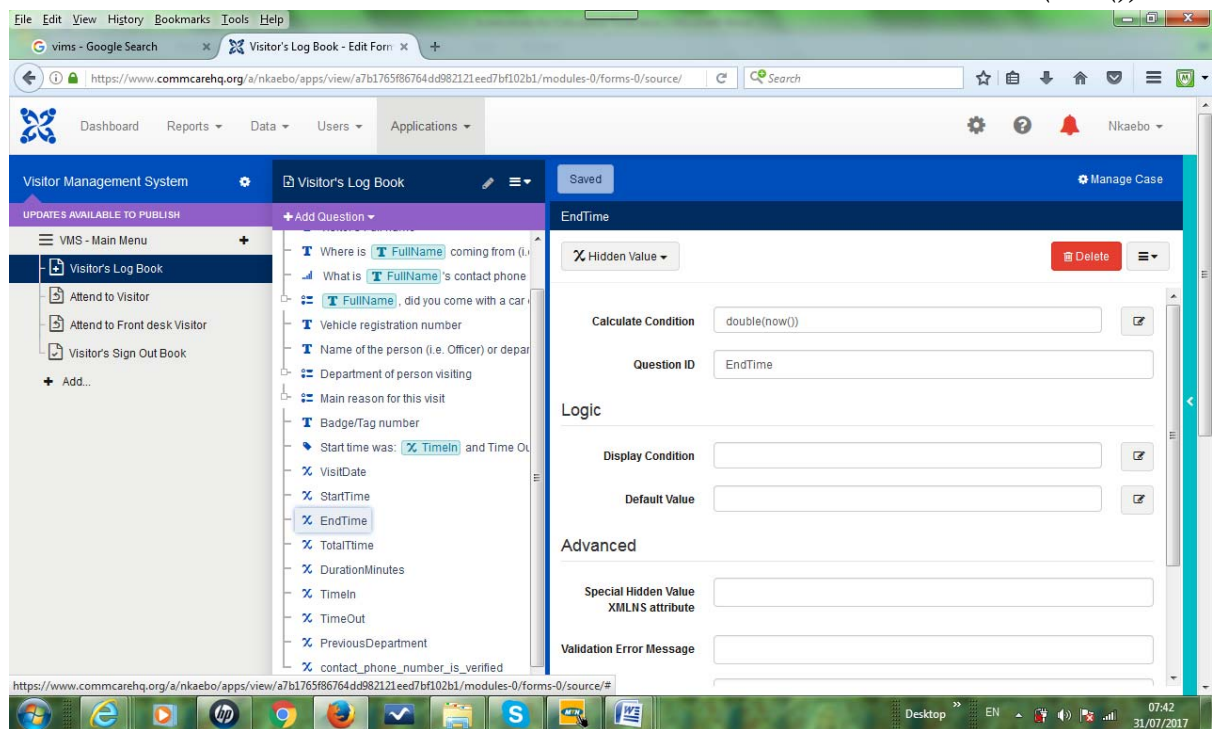 File Edit View History Bookmarks Tools Help
vims - Google Search × Visitor's Log Book - Edit Form × +
https://www.commcarehq.org/a/nkaebo/apps/view/a7b1765f86764dd982121eed7bf102b1/modules-0/forms-0/source/ Search
Dashboard Reports Data Users Applications Nkaebo
Visitor Management System
UPDATES AVAILABLE TO PUBLISH
VMS - Main Menu +
Visitor's Log Book
Attend to Visitor
Attend to Front desk Visitor
Visitor's Sign Out Book
+ Add...
Visitor's Log Book
+ Add Question
Where is FullName coming from (i.
What is FullName 's contact phone
FullName , did you come with a car
Vehicle registration number
Name of the person (i.e. Officer) or depar
Department of person visiting
Main reason for this visit
Badge/Tag number
Start time was: TimeIn and Time Ou
VisitDate
StartTime
EndTime
TotalTtime
DurationMinutes
TimeIn
TimeOut
PreviousDepartment
contact_phone_number_is_verified
Saved Manage Case
EndTime
Hidden Value Delete
Calculate Condition double(now())
Question ID EndTime
Logic
Display Condition
Default Value
Advanced
Special Hidden Value
XMLNS attribute
Validation Error Message
https://www.commcarehq.org/a/nkaebo/apps/view/a7b1765f86764dd982121eed7bf102b1/modules-0/forms-0/source/#
Desktop » EN 07:42
31/07/2017